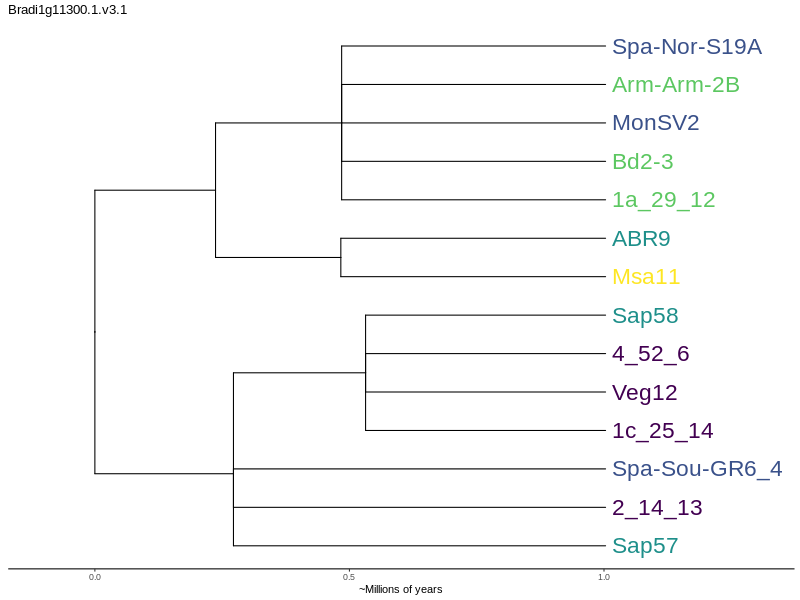 Bradi1g11300.1.v3.1
Spa-Nor-S19A
Arm-Arm-2B
MonSV2
Bd2-3
1a_29_12
ABR9
Msa11
Sap58
4_52_6
Veg12
1c_25_14
Spa-Sou-GR6_4
2_14_13
Sap57
0.0 0.5 1.0
~Millions of years